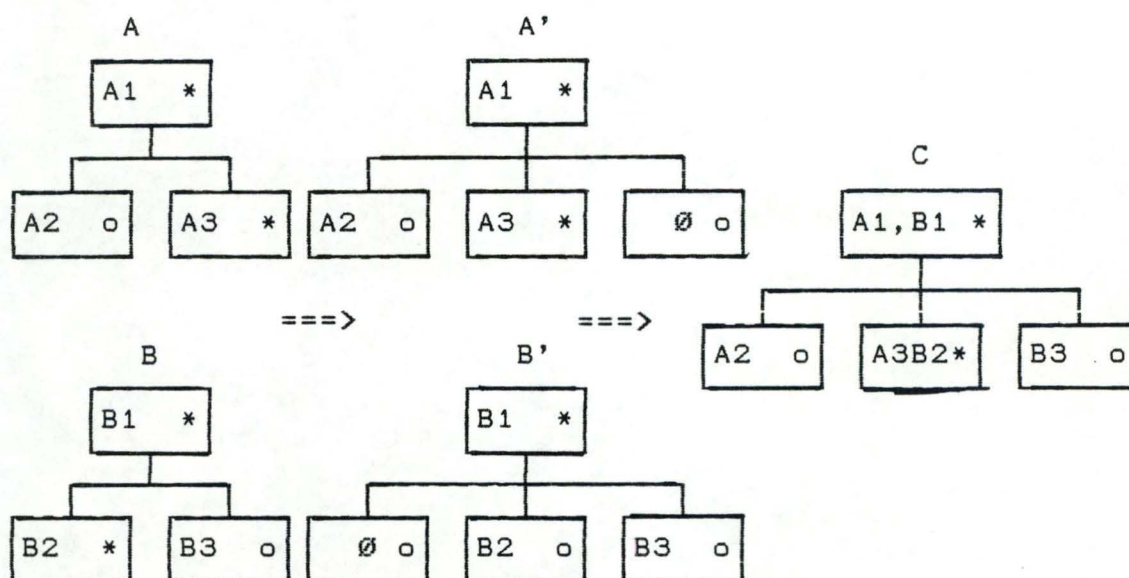 A A'
A1 * A1 *
C
A2 o A3 * A2 o A3 * Ø o A1,B1 *
===> ===>
B B' A2 o A3B2* B3 o
B1 * B1 *
B2 * B3 o Ø o B2 o B3 o